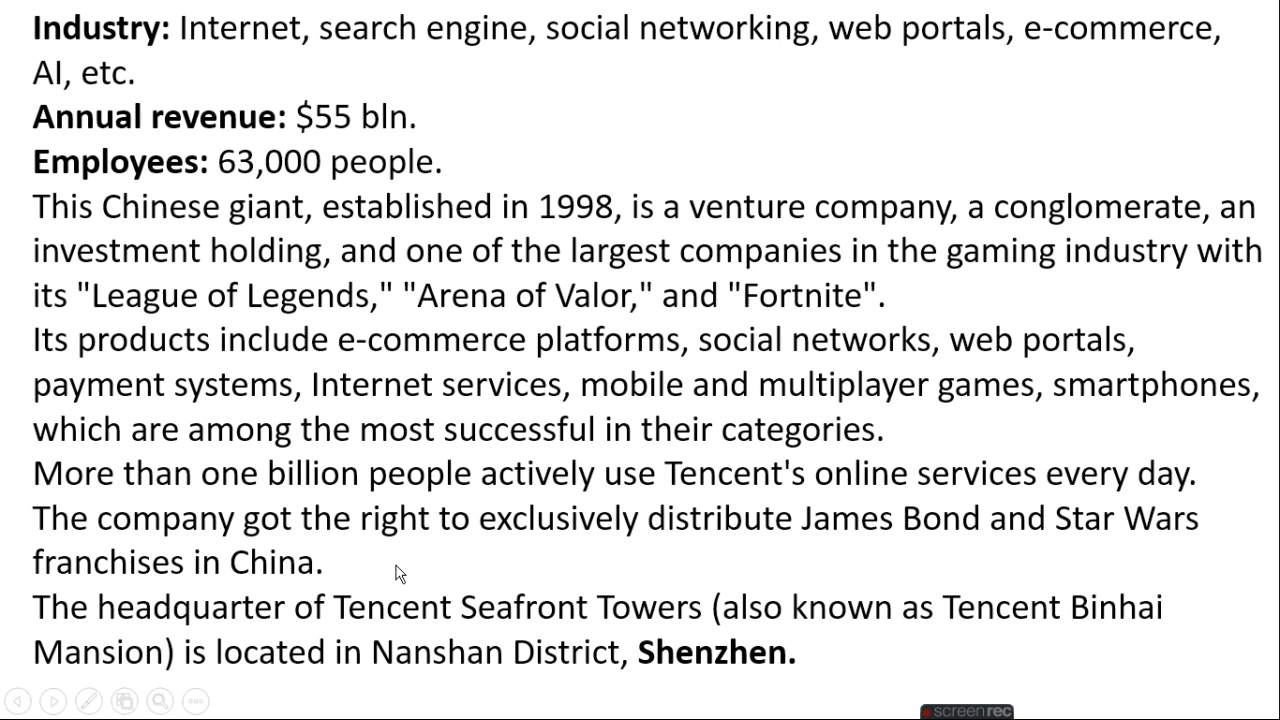 Industry: Internet, search engine, social networking, web portals, e-commerce,
AI, etc.
Annual revenue: $55 bln.
Employees: 63,000 people.
This Chinese giant, established in 1998, is a venture company, a conglomerate, an
investment holding, and one of the largest companies in the gaming industry with
its "League of Legends," "Arena of Valor," and "Fortnite".
Its products include e-commerce platforms, social networks, web portals,
payment systems, Internet services, mobile and multiplayer games, smartphones,
which are among the most successful in their categories.
More than one billion people actively use Tencent's online services every day.
The company got the right to exclusively distribute James Bond and Star Wars
franchises in China.
The headquarter of Tencent Seafront Towers (also known as Tencent Binhai
Mansion) is located in Nanshan District, Shenzhen.
screenrec